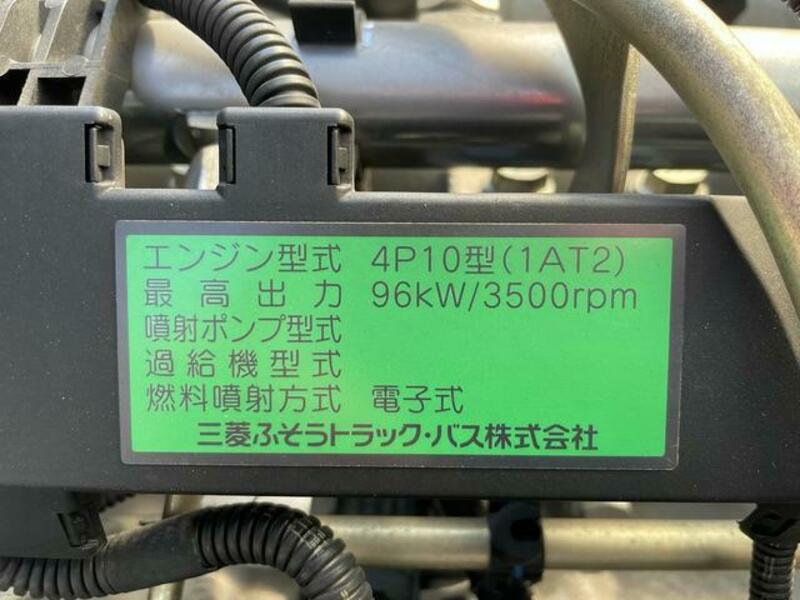 エンジン型式 4P10型(1AT2)
最高出力 96kW/3500rpm
噴射ポンプ型式
過給機型式
燃料噴射方式 電子式
三菱ふそうトラック・バス株式会社